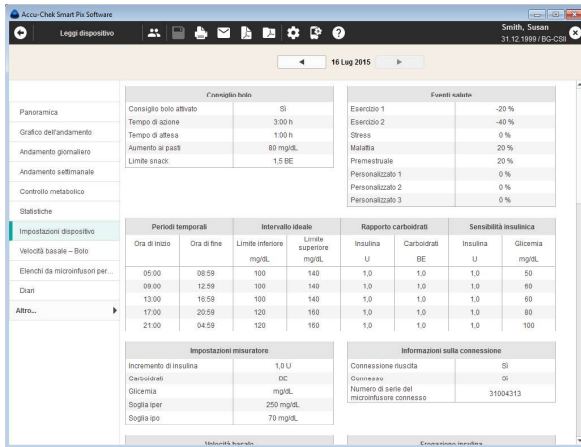 Accu-Chek Smart Pix Software
Leggi dispositivo
Smith, Susan
31.12.1999 / BG-CSII
16 Lug 2015
Panoramica
Grafico dell'andamento
Andamento giornaliero
Andamento settimanale
Controllo metabolico
Statistiche
Impostazioni dispositivo
Velocità basale – Bolo
Elenchi da microinfusori per...
Diari
Altro...
Consiglio bolo
Consiglio bolo attivato Sì
Tempo di azione 3:00 h
Tempo di attesa 1:00 h
Aumento ai pasti 80 mg/dL
Limite snack 1,5 BE
Eventi salute
Esercizio 1 -20 %
Esercizio 2 -40 %
Stress 0 %
Malattia 20 %
Premestruale 20 %
Personalizzato 1 0 %
Personalizzato 2 0 %
Personalizzato 3 0 %
Periodi temporali Intervallo ideale Rapporto carboidrati Sensibilità insulinica
Ora di inizio Ora di fine Limite inferiore Limite superiore Insulina Carboidrati Insulina Glicemia
mg/dL mg/dL U BE U mg/dL
05:00 08:59 100 140 1,0 1,0 1,0 50
09:00 12:59 100 140 1,0 1,0 1,0 60
13:00 16:59 100 140 1,0 1,0 1,0 60
17:00 20:59 120 160 1,0 1,0 1,0 80
21:00 04:59 120 160 1,0 1,0 1,0 100
Impostazioni misuratore
Incremento di insulina 1,0 U
Carboidrati
Glicemia mg/dL
Soglia iper 250 mg/dL
Soglia ipo 70 mg/dL
Informazioni sulla connessione
Connessione riuscita Sì
Connesso Sì
Numero di serie del
microinfusore connesso 31004313
Velocità basale
Erogazione insulina